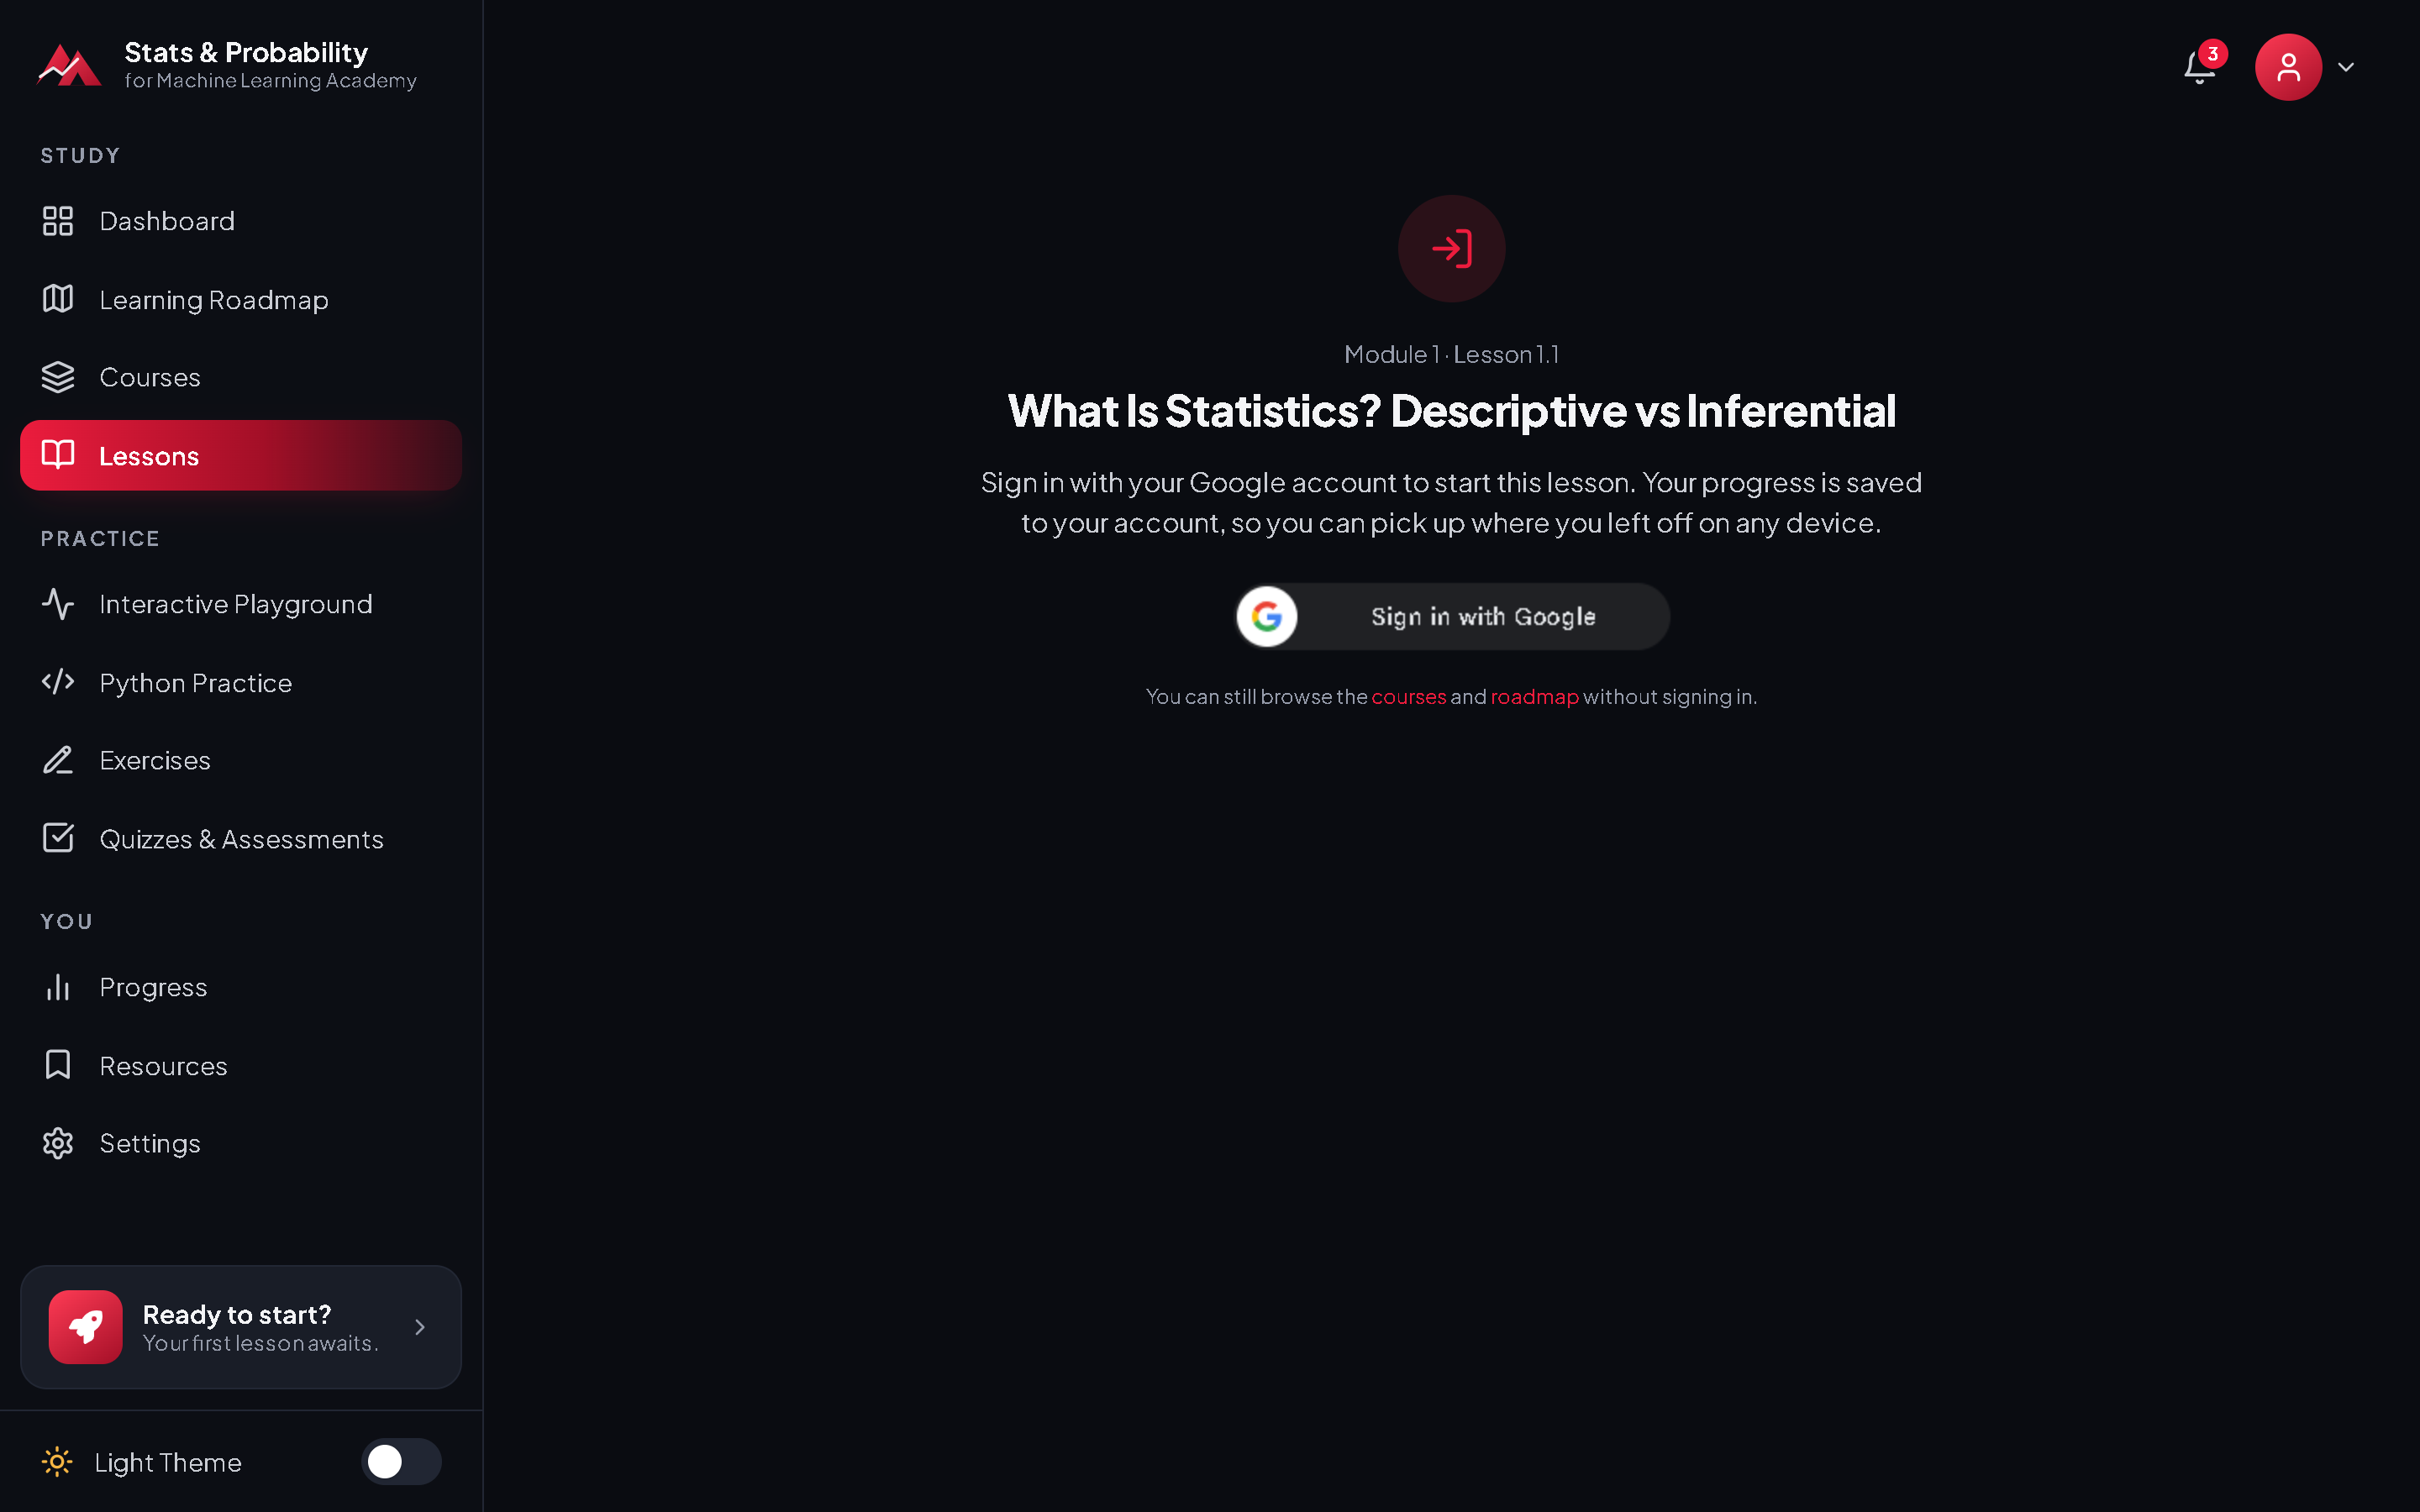 Stats & Probability
for Machine Learning Academy
STUDY
Dashboard
Learning Roadmap
Courses
Lessons
PRACTICE
Interactive Playground
Python Practice
Exercises
Quizzes & Assessments
YOU
Progress
Resources
Settings
Ready to start?
Your first lesson awaits.
Light Theme
3
Module 1 · Lesson 1.1
What Is Statistics? Descriptive vs Inferential
Sign in with your Google account to start this lesson. Your progress is saved
to your account, so you can pick up where you left off on any device.
Sign in with Google
You can still browse the courses and roadmap without signing in.